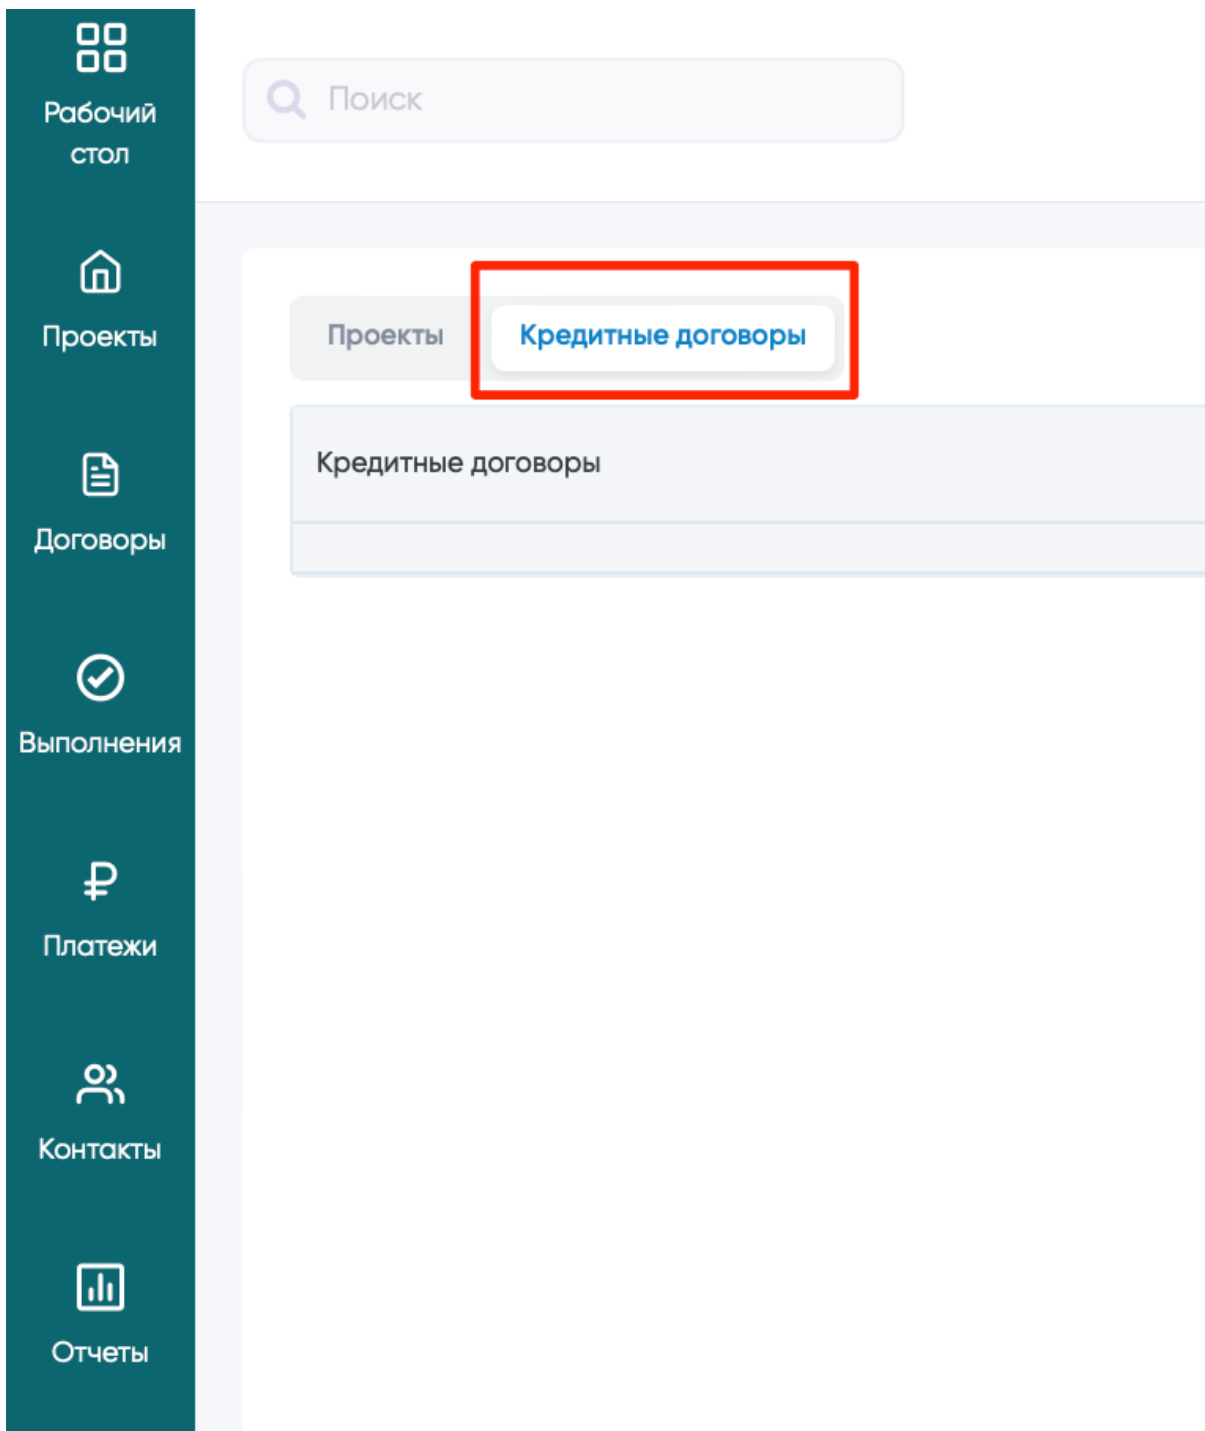 Рабочий
стол
Поиск
Проекты
Проекты
Кредитные договоры
Кредитные договоры
Договоры
Выполнения
Платежи
Контакты
Отчеты